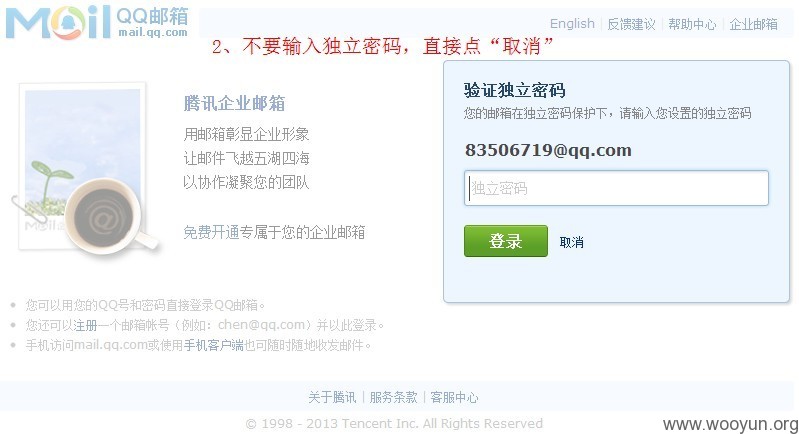 Mail QQ邮箱
mail.qq.com
English | 反馈建议 | 帮助中心 | 企业邮箱
2、不要输入独立密码，直接点“取消”
腾讯企业邮箱
用邮箱彰显企业形象
让邮件飞越五湖四海
以协作凝聚您的团队
免费开通专属于您的企业邮箱
验证独立密码
您的邮箱在独立密码保护下，请输入您设置的独立密码
83506719@qq.com
独立密码
登录 取消
• 您可以用您的QQ号和密码直接登录QQ邮箱。
• 您还可以注册一个邮箱帐号（例如：chen@qq.com）并以此登录。
• 手机访问mail.qq.com或使用手机客户端也可随时随地收发邮件。
关于腾讯 | 服务条款 | 客服中心
© 1998 - 2013 Tencent Inc. All Rights Reserved
www.wooyun.org